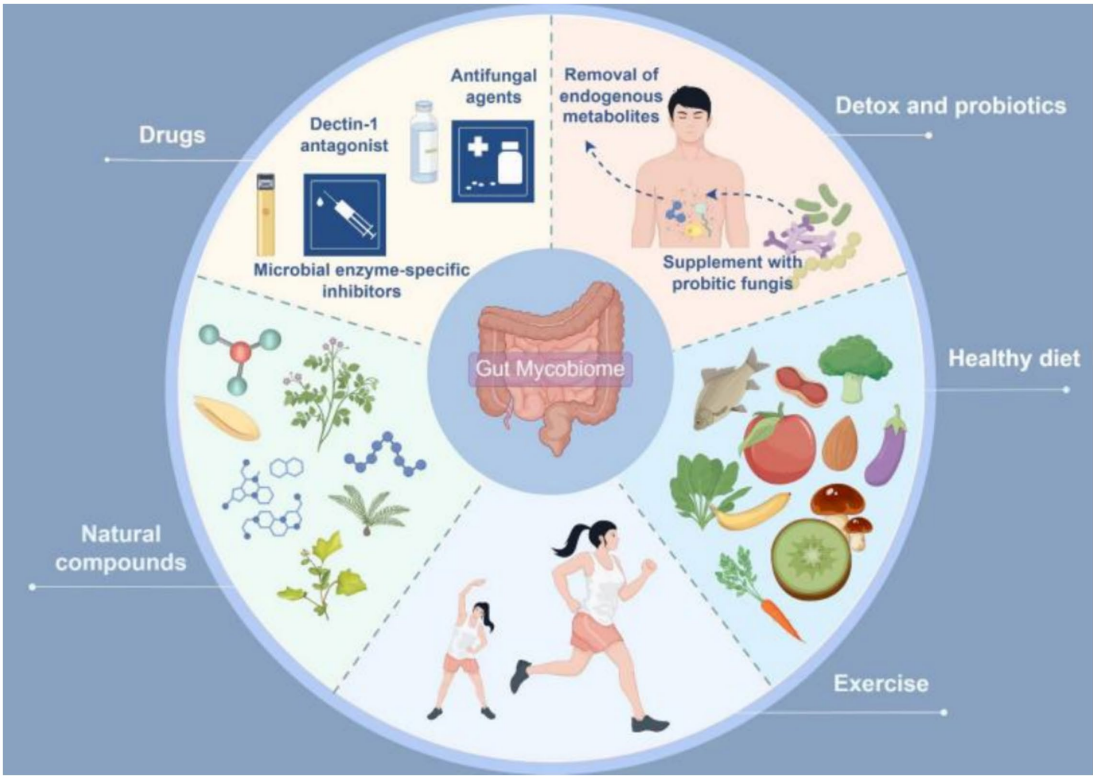 Drugs
Dectin-1
antagonist
Antifungal
agents
Microbial enzyme-specific
inhibitors
Removal of
endogenous
metabolites
Supplement with
probitic fungis
Detox and probiotics
Gut Mycobiome
Healthy diet
Natural
compounds
Exercise